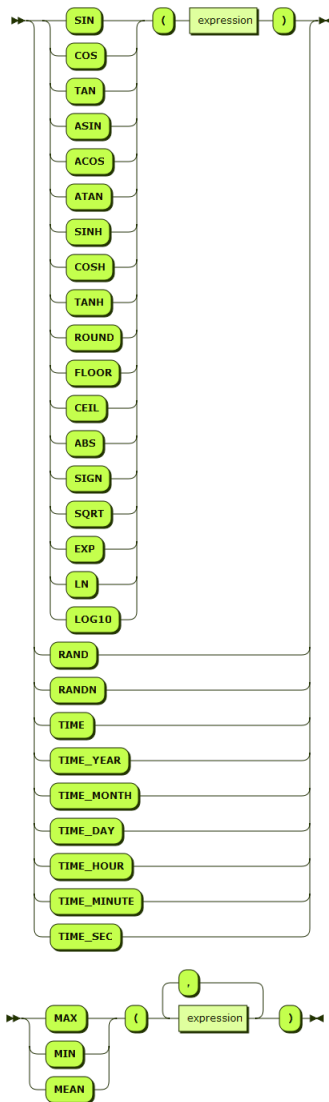 SIN ( expression )
COS
TAN
ASIN
ACOS
ATAN
SINH
COSH
TANH
ROUND
FLOOR
CEIL
ABS
SIGN
SQRT
EXP
LN
LOG10
RAND
RANDN
TIME
TIME_YEAR
TIME_MONTH
TIME_DAY
TIME_HOUR
TIME_MINUTE
TIME_SEC
,
MAX ( expression )
MIN
MEAN